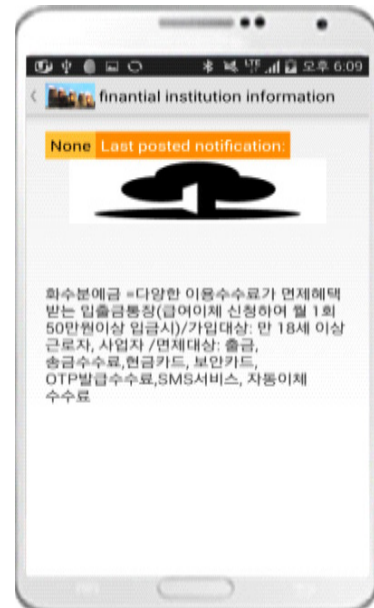 LTE 오후 6:09
finantial institution information
None Last posted notification:
화수분예금 =다양한 이용수수료가 면제혜택
받는 입출금통장(급여이체 신청하여 월 1회
50만원이상 입금시)/가입대상: 만 18세 이상
근로자, 사업자 /면제대상: 출금,
송금수수료,현금카드, 보안카드,
OTP발급수수료,SMS서비스, 자동이체
수수료